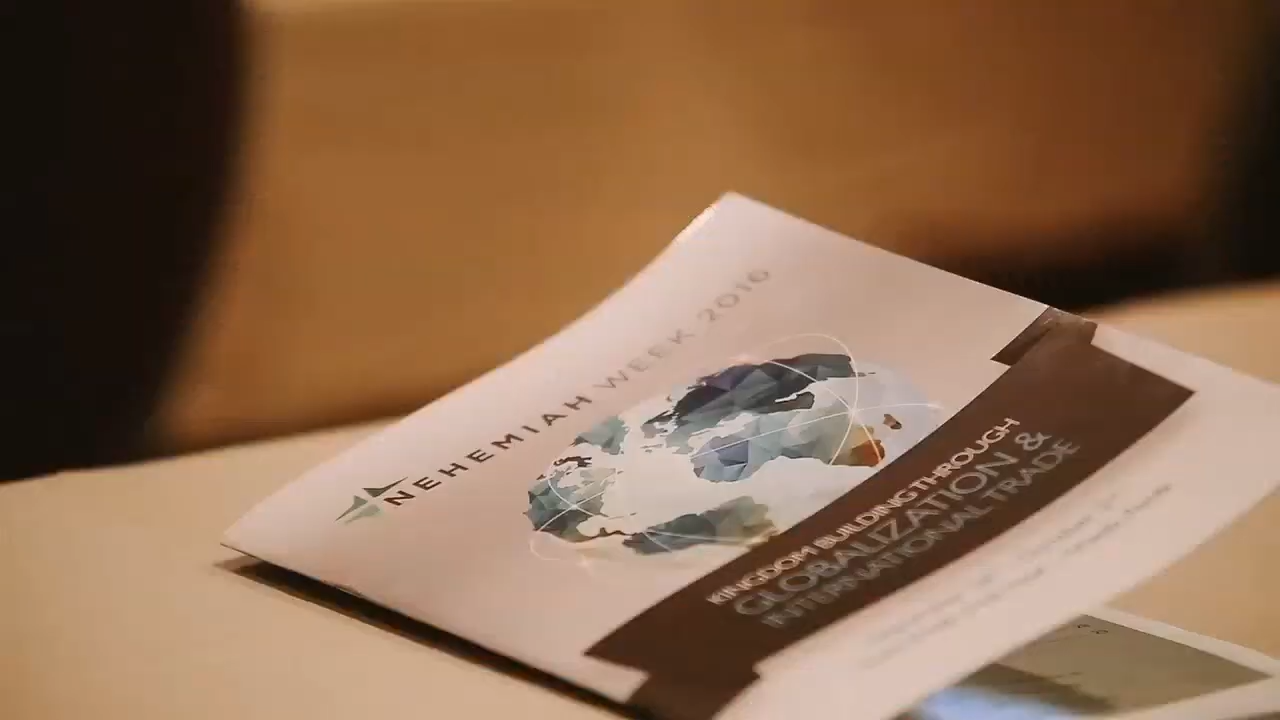 NEHEMIAH WEEK 2016
KINGDOM BUILDING THROUGH
GLOBALIZATION &
INTERNATIONAL TRADE